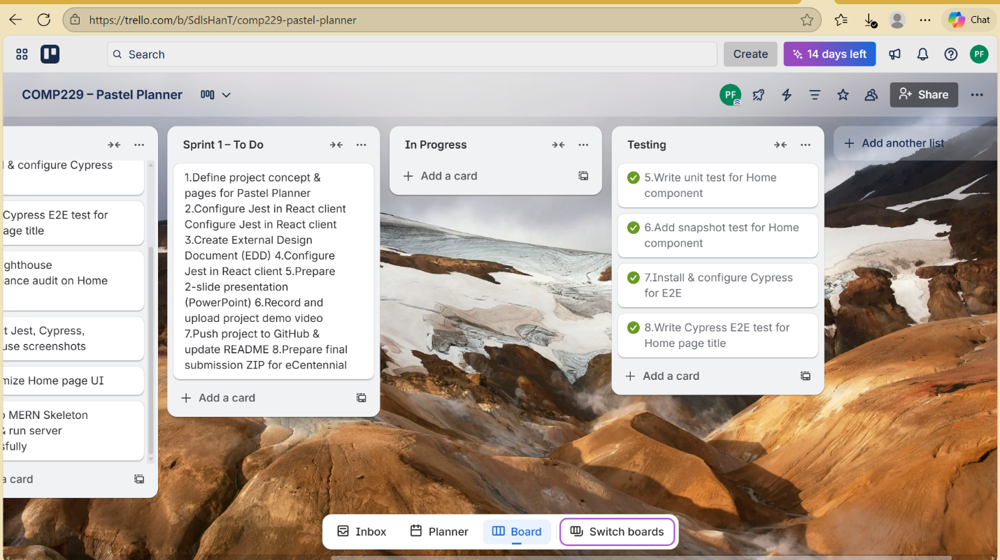 https://trello.com/b/SdlsHanT/comp229-pastel-planner
Chat
Search
Create
14 days left
PF
COMP229 – Pastel Planner
PF
Share
& configure Cypress
Cypress E2E test for
page title
ance audit on Home
Jest, Cypress,
use screenshots
Home page UI
MERN Skeleton
& run server
a card
Sprint 1 – To Do
1.Define project concept &
pages for Pastel Planner
2.Configure Jest in React client
Configure Jest in React client
3.Create External Design
Document (EDD) 4.Configure
Jest in React client 5.Prepare
2-slide presentation
(PowerPoint) 6.Record and
upload project demo video
7.Push project to GitHub &
update README 8.Prepare final
submission ZIP for eCentennial
Add a card
In Progress
Add a card
Testing
5.Write unit test for Home
component
6.Add snapshot test for Home
component
7.Install & configure Cypress
for E2E
8.Write Cypress E2E test for
Home page title
Add a card
Add another list
Inbox
Planner
Board
Switch boards